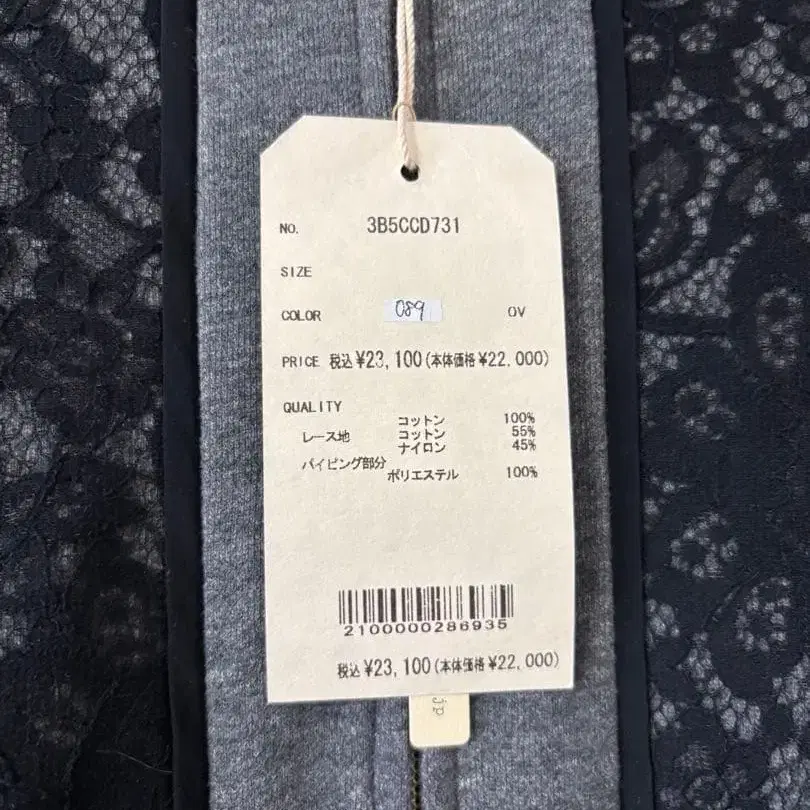 NO. 3B5CCD731
SIZE
COLOR 089 OV
PRICE 税込 ¥23,100(本体価格 ¥22,000)
QUALITY
コットン 100%
レース地 コットン 55%
ナイロン 45%
パイピング部分
ポリエステル 100%
2100000286935
税込 ¥23,100(本体価格 ¥22,000)
jp